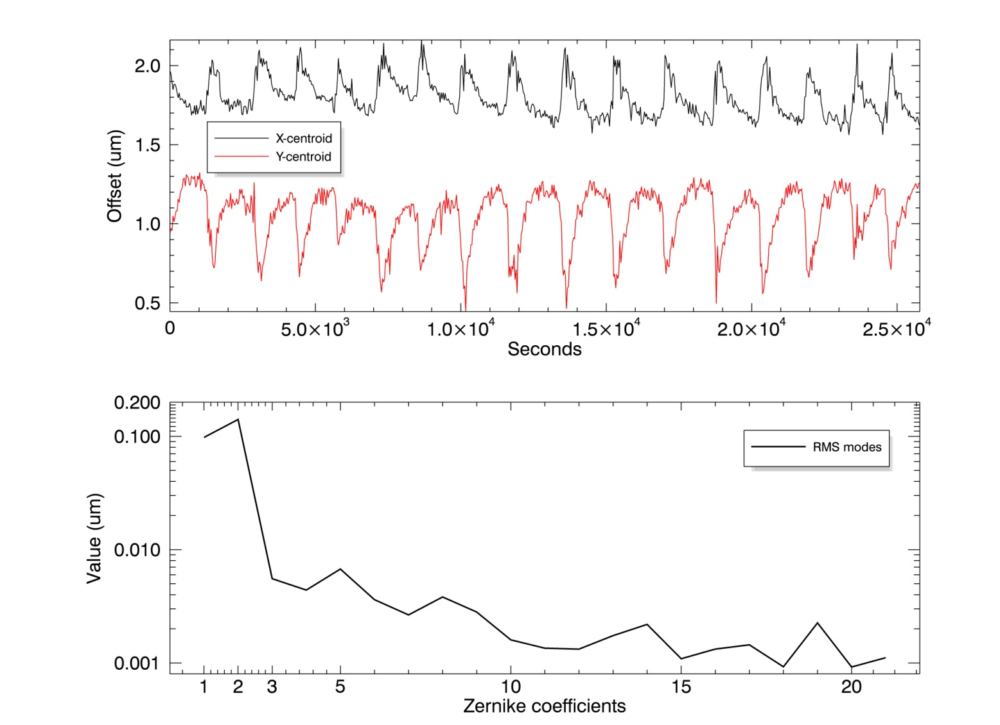 2.0
1.5
1.0
0.5
Offset (um)
X-centroid
Y-centroid
0 5.0×10³ 1.0×10⁴ 1.5×10⁴ 2.0×10⁴ 2.5×10⁴
Seconds
0.200
0.100
0.010
0.001
Value (um)
RMS modes
1 2 3 5 10 15 20
Zernike coefficients